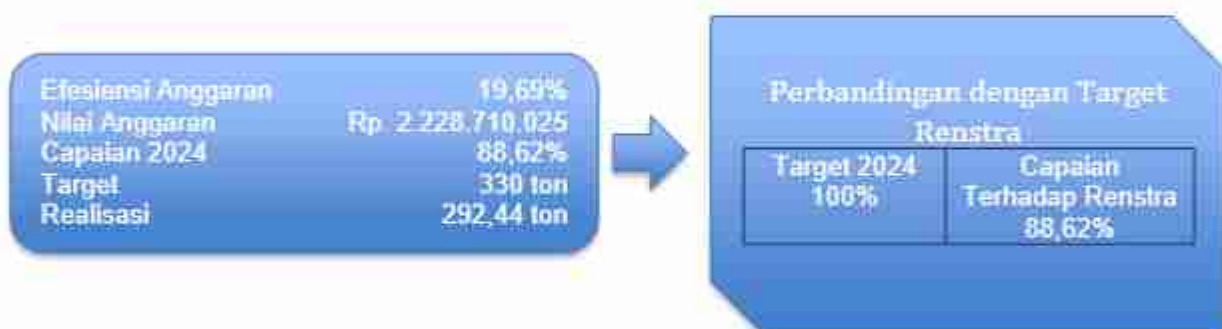 Efesiensi Anggaran 19,69%
Nilai Anggaran Rp. 2.228.710.025
Capaian 2024 88,62%
Target 330 ton
Realisasi 292,44 ton
Perbandingan dengan Target
Renstra
Target 2024
100%
Capaian
Terhadap Renstra
88,62%